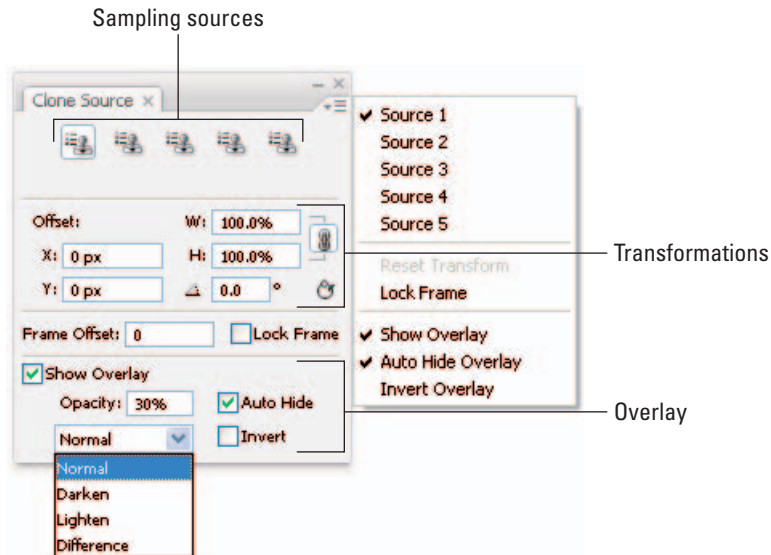 Sampling sources
Clone Source
Source 1
Source 2
Source 3
Source 4
Source 5
Reset Transform
Lock Frame
Show Overlay
Auto Hide Overlay
Invert Overlay
Offset:
W: 100.0%
X: 0 px
H: 100.0%
Y: 0 px
0.0 °
Frame Offset: 0
Lock Frame
Show Overlay
Opacity: 30%
Auto Hide
Normal
Invert
Normal
Darken
Lighten
Difference
Transformations
Overlay